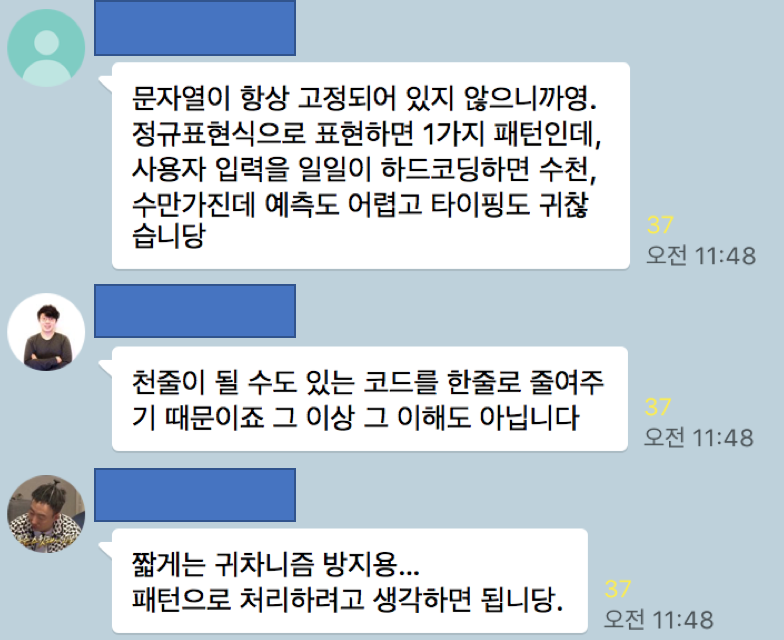 문자열이 항상 고정되어 있지 않으니까영.
정규표현식으로 표현하면 1가지 패턴인데,
사용자 입력을 일일이 하드코딩하면 수천,
수만가진데 예측도 어렵고 타이핑도 귀찮
습니당
37
오전 11:48
천줄이 될 수도 있는 코드를 한줄로 줄여주
기 때문이죠 그 이상 그 이해도 아닙니다
37
오전 11:48
짧게는 귀차니즘 방지용...
패턴으로 처리하려고 생각하면 됩니당.
37
오전 11:48